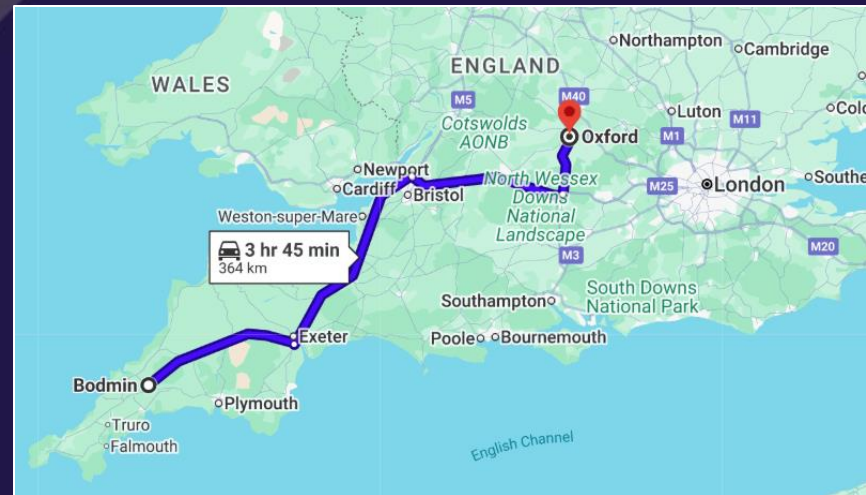 Northampton
Cambridge
ENGLAND
WALES
M5
M40
Luton
Colc
Cotswolds
AONB
Oxford
M1
M11
Newport
Cardiff
Bristol
North Wessex
Downs
National
Landscape
M25
London
Southe
Weston-super-Mare
3 hr 45 min
364 km
M3
M20
South Downs
National Park
Southampton
Exeter
Poole
Bournemouth
Bodmin
Plymouth
Truro
Falmouth
English Channel